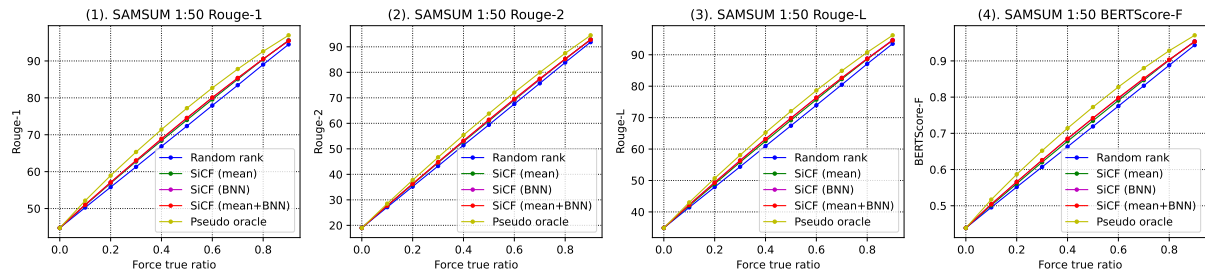 (1). SAMSUM 1:50 Rouge-1
Rouge-1
90
80
70
60
50
0.0 0.2 0.4 0.6 0.8
Force true ratio
Random rank
SiCF (mean)
SiCF (BNN)
SiCF (mean+BNN)
Pseudo oracle
(2). SAMSUM 1:50 Rouge-2
Rouge-2
90
80
70
60
50
40
30
20
0.0 0.2 0.4 0.6 0.8
Force true ratio
Random rank
SiCF (mean)
SiCF (BNN)
SiCF (mean+BNN)
Pseudo oracle
(3). SAMSUM 1:50 Rouge-L
Rouge-L
90
80
70
60
50
40
0.0 0.2 0.4 0.6 0.8
Force true ratio
Random rank
SiCF (mean)
SiCF (BNN)
SiCF (mean+BNN)
Pseudo oracle
(4). SAMSUM 1:50 BERTScore-F
BERTScore-F
0.9
0.8
0.7
0.6
0.5
0.0 0.2 0.4 0.6 0.8
Force true ratio
Random rank
SiCF (mean)
SiCF (BNN)
SiCF (mean+BNN)
Pseudo oracle